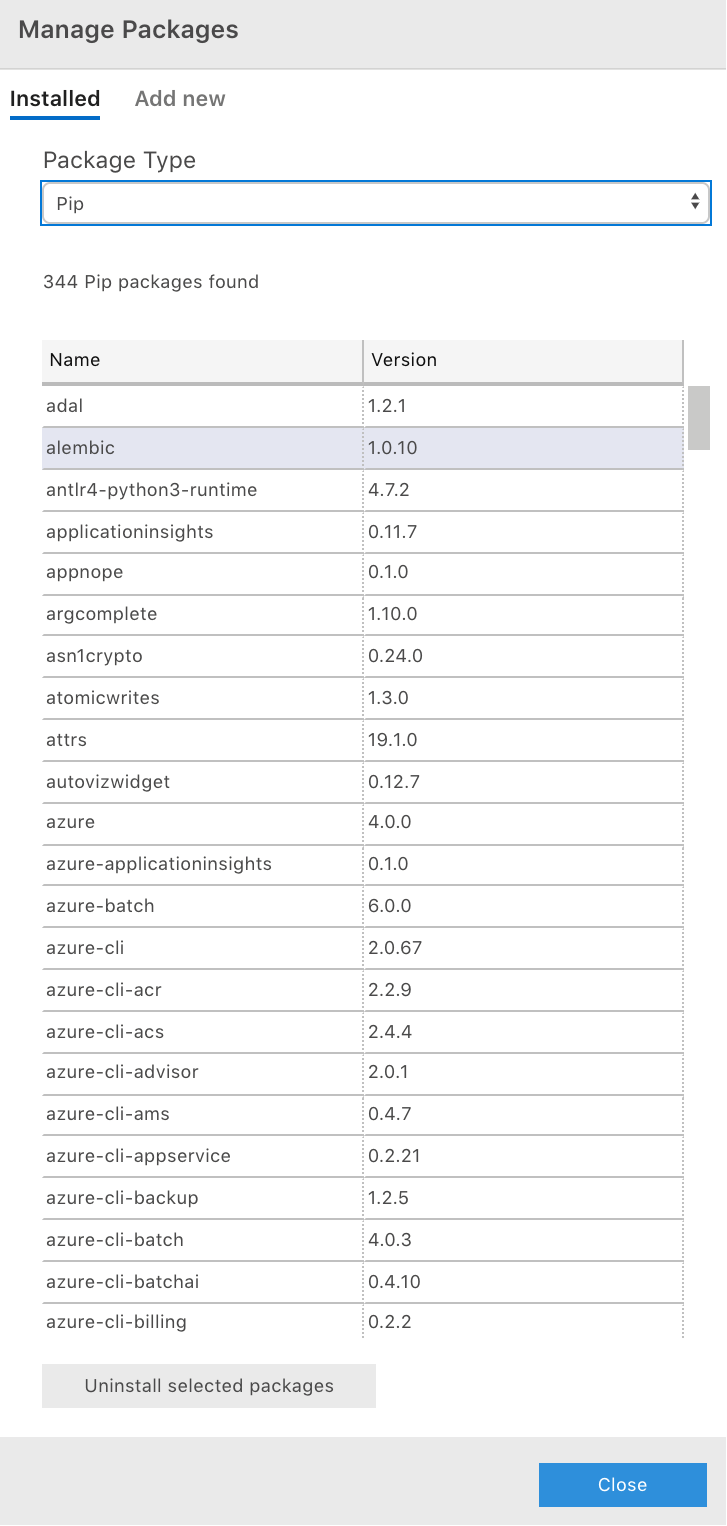 Manage Packages
Installed Add new
Package Type
Pip
344 Pip packages found
Name Version
adal 1.2.1
alembic 1.0.10
antlr4-python3-runtime 4.7.2
applicationinsights 0.11.7
appnope 0.1.0
argcomplete 1.10.0
asn1crypto 0.24.0
atomicwrites 1.3.0
attrs 19.1.0
autovizwidget 0.12.7
azure 4.0.0
azure-applicationinsights 0.1.0
azure-batch 6.0.0
azure-cli 2.0.67
azure-cli-acr 2.2.9
azure-cli-acs 2.4.4
azure-cli-advisor 2.0.1
azure-cli-ams 0.4.7
azure-cli-appservice 0.2.21
azure-cli-backup 1.2.5
azure-cli-batch 4.0.3
azure-cli-batchai 0.4.10
azure-cli-billing 0.2.2
Uninstall selected packages
Close